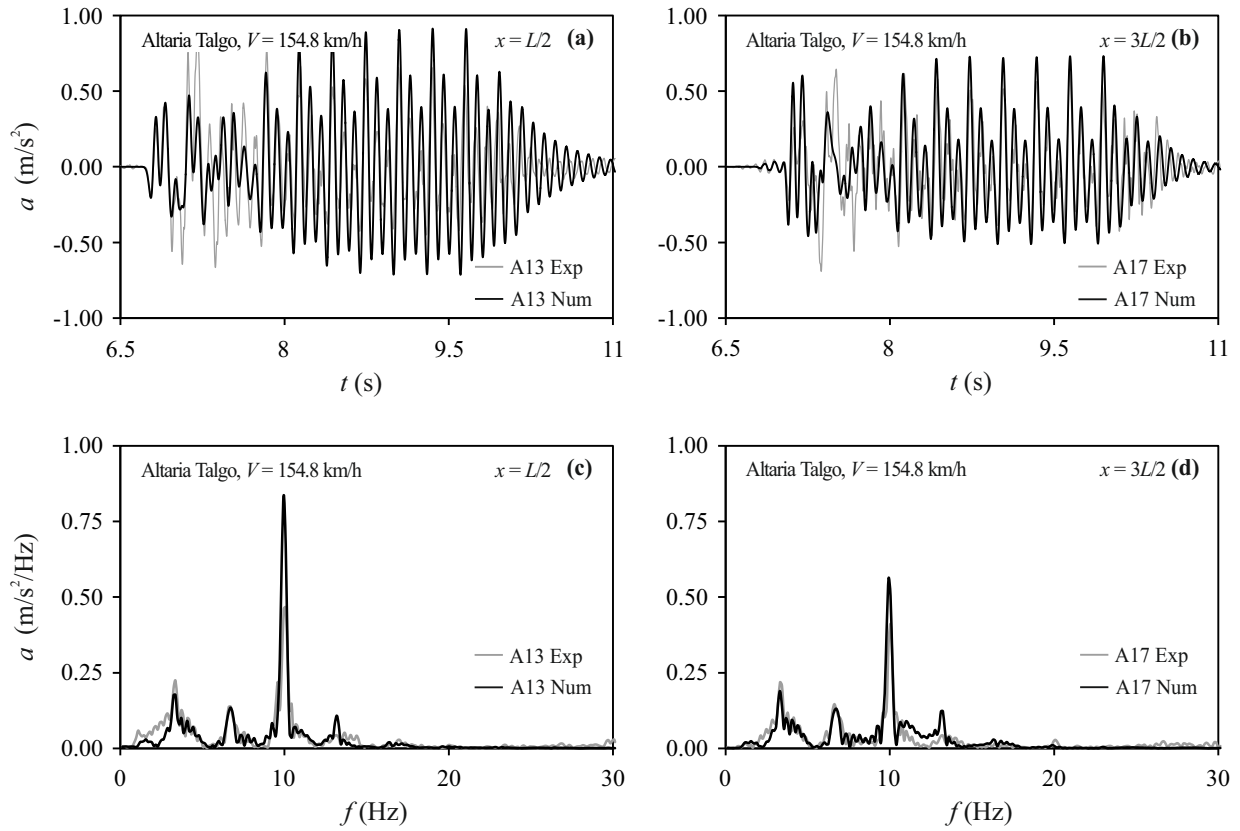 1.00
0.50
0.00
-0.50
-1.00
a (m/s²)
Altaria Talgo, V = 154.8 km/h
x = L/2 (a)
A13 Exp
A13 Num
6.5 8 9.5 11
t (s)
1.00
0.50
0.00
-0.50
-1.00
Altaria Talgo, V = 154.8 km/h
x = 3L/2 (b)
A17 Exp
A17 Num
6.5 8 9.5 11
t (s)
1.00
0.75
0.50
0.25
0.00
a (m/s²/Hz)
Altaria Talgo, V = 154.8 km/h
x = L/2 (c)
A13 Exp
A13 Num
0 10 20 30
f (Hz)
1.00
0.75
0.50
0.25
0.00
Altaria Talgo, V = 154.8 km/h
x = 3L/2 (d)
A17 Exp
A17 Num
0 10 20 30
f (Hz)